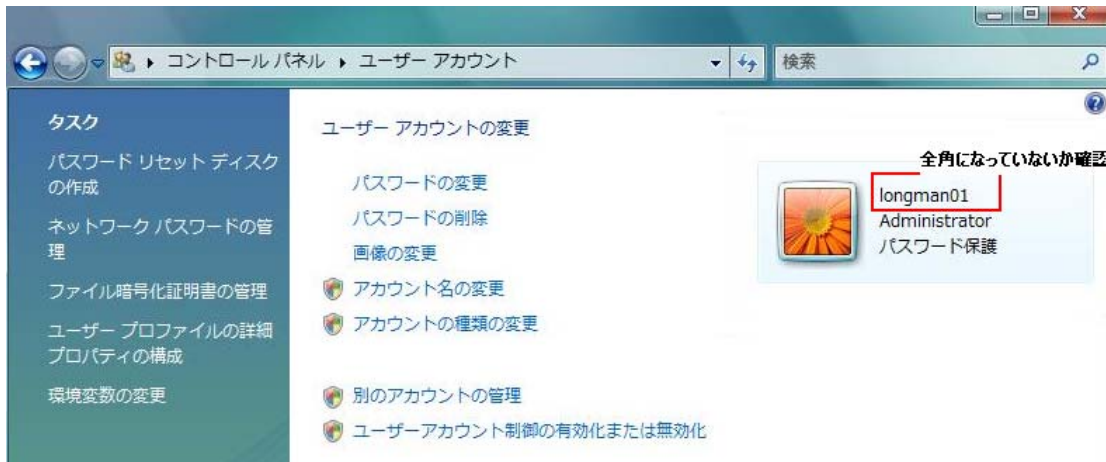 コントロール パネル ▸ ユーザー アカウント
検索
タスク
パスワード リセット ディスク
の作成
ネットワーク パスワードの管
理
ファイル暗号化証明書の管理
ユーザー プロファイルの詳細
プロパティの構成
環境変数の変更
ユーザー アカウントの変更
パスワードの変更
パスワードの削除
画像の変更
アカウント名の変更
アカウントの種類の変更
別のアカウントの管理
ユーザーアカウント制御の有効化または無効化
全角になっていないか確認
longman01
Administrator
パスワード保護